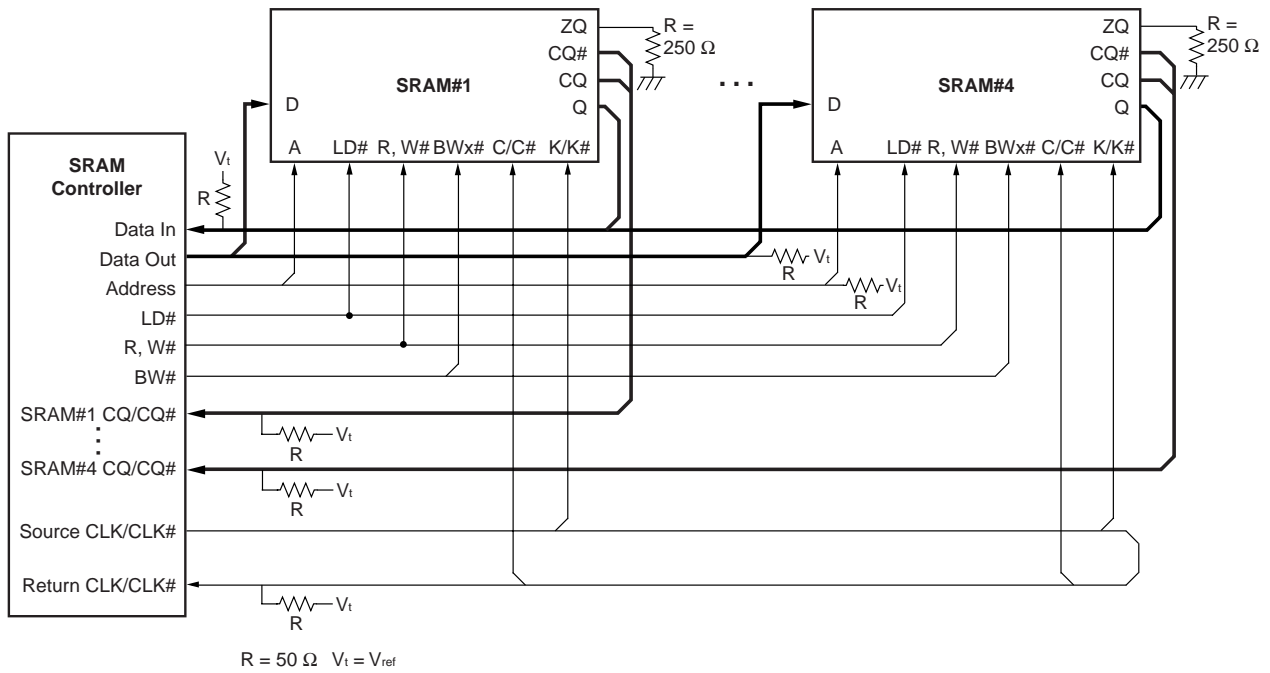 SRAM
Controller
Data In
Data Out
Address
LD#
R, W#
BW#
SRAM#1 CQ/CQ#
⋮
SRAM#4 CQ/CQ#
Source CLK/CLK#
Return CLK/CLK#
SRAM#1
ZQ
CQ#
CQ
Q
D
A LD# R, W# BWx# C/C# K/K#
R =
250 Ω
...
SRAM#4
ZQ
CQ#
CQ
Q
D
A LD# R, W# BWx# C/C# K/K#
R =
250 Ω
Vt
R
Vt
R
Vt
R
Vt
R
Vt
R
Vt
R
R = 50 Ω Vt = Vref